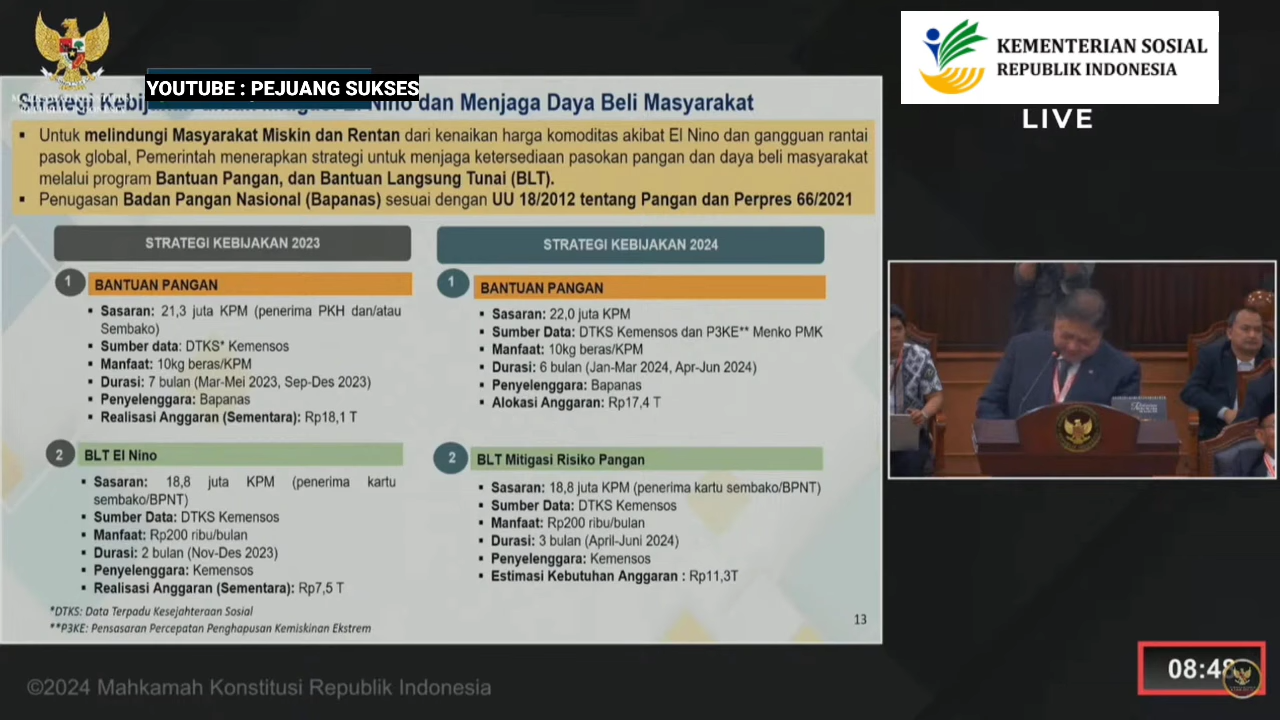 KEMENTERIAN SOSIAL
REPUBLIK INDONESIA
LIVE
YOUTUBE : PEJUANG SUKSES
Strategi Nino dan Menjaga Daya Beli Masyarakat
▪ Untuk melindungi Masyarakat Miskin dan Rentan dari kenaikan harga komoditas akibat El Nino dan gangguan rantai
pasok global, Pemerintah menerapkan strategi untuk menjaga ketersediaan pasokan pangan dan daya beli masyarakat
melalui program Bantuan Pangan, dan Bantuan Langsung Tunai (BLT).
▪ Penugasan Badan Pangan Nasional (Bapanas) sesuai dengan UU 18/2012 tentang Pangan dan Perpres 66/2021
STRATEGI KEBIJAKAN 2023
1 BANTUAN PANGAN
▪ Sasaran: 21,3 juta KPM (penerima PKH dan/atau
Sembako)
▪ Sumber data: DTKS* Kemensos
▪ Manfaat: 10kg beras/KPM
▪ Durasi: 7 bulan (Mar-Mei 2023, Sep-Des 2023)
▪ Penyelenggara: Bapanas
▪ Realisasi Anggaran (Sementara): Rp18,1 T
2 BLT El Nino
▪ Sasaran: 18,8 juta KPM (penerima kartu
sembako/BPNT)
▪ Sumber Data: DTKS Kemensos
▪ Manfaat: Rp200 ribu/bulan
▪ Durasi: 2 bulan (Nov-Des 2023)
▪ Penyelenggara: Kemensos
▪ Realisasi Anggaran (Sementara): Rp7,5 T
STRATEGI KEBIJAKAN 2024
1 BANTUAN PANGAN
▪ Sasaran: 22,0 juta KPM
▪ Sumber Data: DTKS Kemensos dan P3KE** Menko PMK
▪ Manfaat: 10kg beras/KPM
▪ Durasi: 6 bulan (Jan-Mar 2024, Apr-Jun 2024)
▪ Penyelenggara: Bapanas
▪ Alokasi Anggaran: Rp17,4 T
2 BLT Mitigasi Risiko Pangan
▪ Sasaran: 18,8 juta KPM (penerima kartu sembako/BPNT)
▪ Sumber Data: DTKS Kemensos
▪ Manfaat: Rp200 ribu/bulan
▪ Durasi: 3 bulan (April-Juni 2024)
▪ Penyelenggara: Kemensos
▪ Estimasi Kebutuhan Anggaran : Rp11,3T
*DTKS: Data Terpadu Kesejahteraan Sosial
**P3KE: Pensasaran Percepatan Penghapusan Kemiskinan Ekstrem
13
©2024 Mahkamah Konstitusi Republik Indonesia